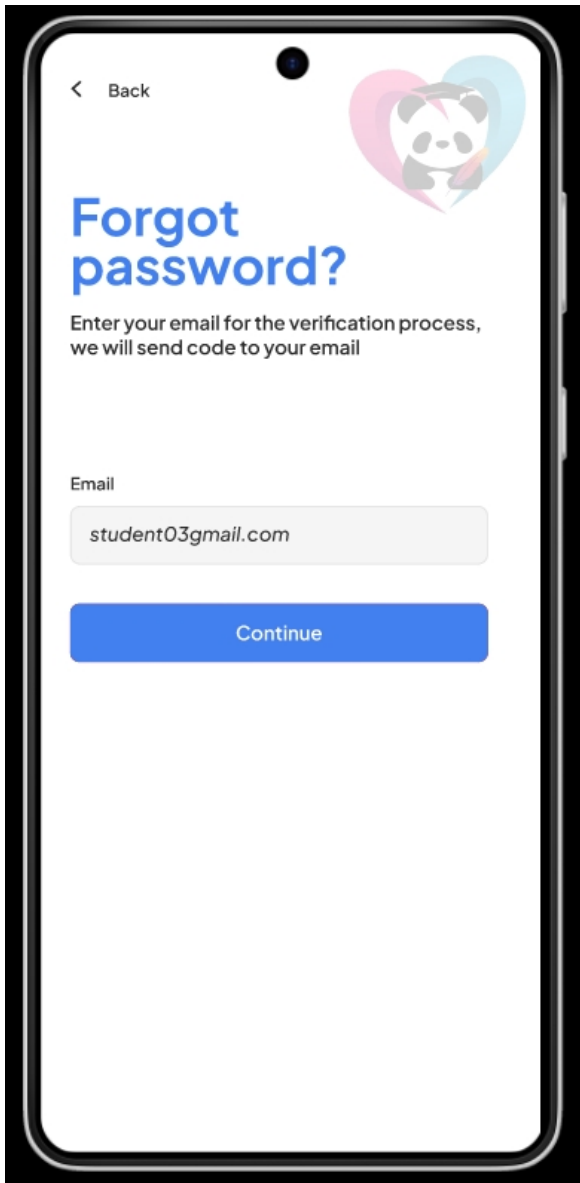 Back
Forgot
password?
Enter your email for the verification process,
we will send code to your email
Email
student03gmail.com
Continue